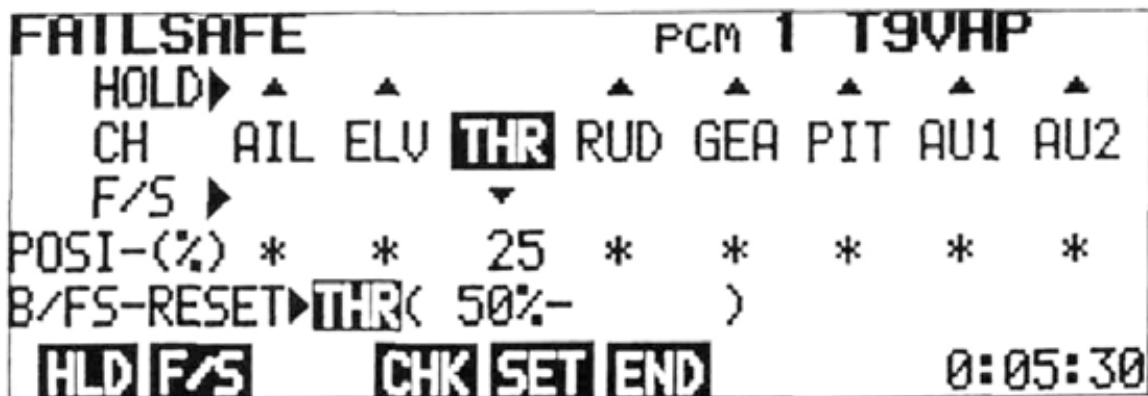 FAILSAFE PCM 1 T9VHP
HOLD▶ ▲ ▲ ▲ ▲ ▲ ▲ ▲
CH AIL ELV THR RUD GEA PIT AU1 AU2
F/S ▶ ▼
POSI-(%) * * 25 * * * * *
B/FS-RESET▶THR( 50%- )
HLD F/S CHK SET END 0:05:30